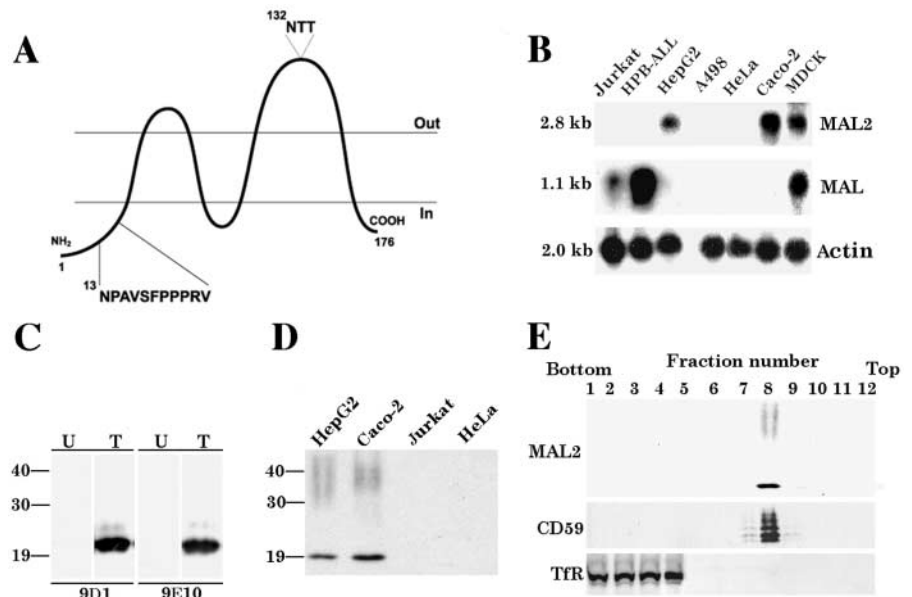 A
132
NTT
Out
In
NH₂
1
COOH
176
13
NPAVSFPPPRV
B
Jurkat HPB-ALL HepG2 A498 HeLa Caco-2 MDCK
2.8 kb MAL2
1.1 kb MAL
2.0 kb Actin
C
U T U T
40
30
19
9D1 9E10
D
HepG2 Caco-2 Jurkat HeLa
40
30
19
E
Fraction number
Bottom Top
1 2 3 4 5 6 7 8 9 10 11 12
MAL2
CD59
TfR